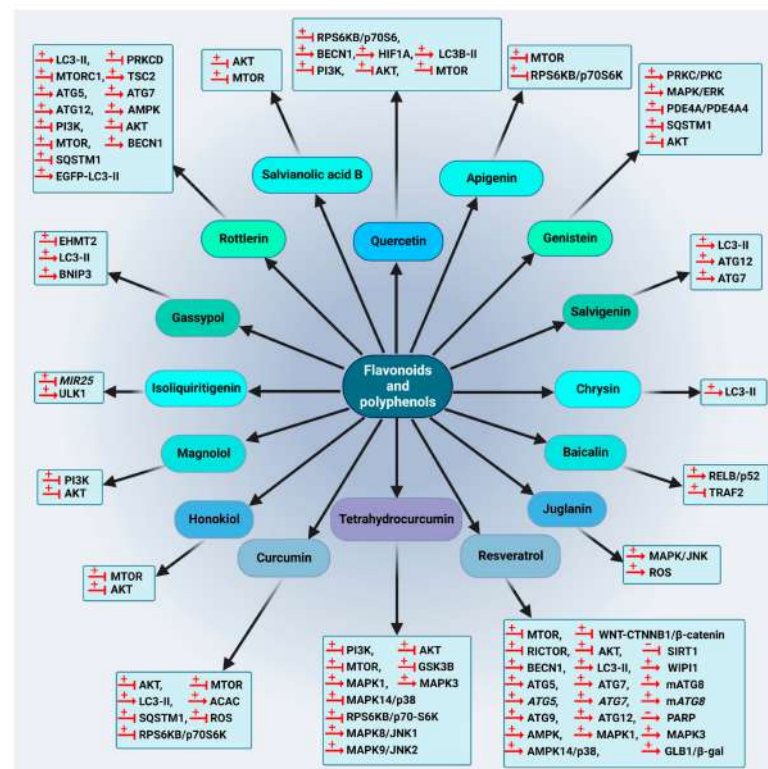 RPS6KB/p70S6,
BECN1, HIF1A, LC3B-II
PI3K, AKT, MTOR
LC3-II, PRKCD
MTORC1, TSC2
ATG5, ATG7
ATG12, AMPK
PI3K, AKT
MTOR, BECN1
SQSTM1
EGFP-LC3-II
AKT
MTOR
MTOR
RPS6KB/p70S6K
PRKC/PKC
MAPK/ERK
PDE4A/PDE4A4
SQSTM1
AKT
Salvianolic acid B
Apigenin
Rottlerin
Quercetin
Genistein
EHMT2
LC3-II
BNIP3
LC3-II
ATG12
ATG7
Gassypol
Salvigenin
Flavonoids
and
polyphenols
MIR25
ULK1
Isoliquiritigenin
Chrysin
LC3-II
Magnolol
Baicalin
PI3K
AKT
RELB/p52
TRAF2
Honokiol
Tetrahydrocurcumin
Juglanin
Curcumin
Resveratrol
MTOR
AKT
MAPK/JNK
ROS
AKT, MTOR
LC3-II, ACAC
SQSTM1, ROS
RPS6KB/p70S6K
PI3K, AKT
MTOR, GSK3B
MAPK1, MAPK3
MAPK14/p38
RPS6KB/p70-S6K
MAPK8/JNK1
MAPK9/JNK2
MTOR, WNT-CTNNB1/β-catenin
RICTOR, AKT, SIRT1
BECN1, LC3-II, WIPI1
ATG5, ATG7, mATG8
ATG5, ATG7, mATG8
ATG9, ATG12, PARP
AMPK, MAPK1, MAPK3
AMPK14/p38, GLB1/β-gal